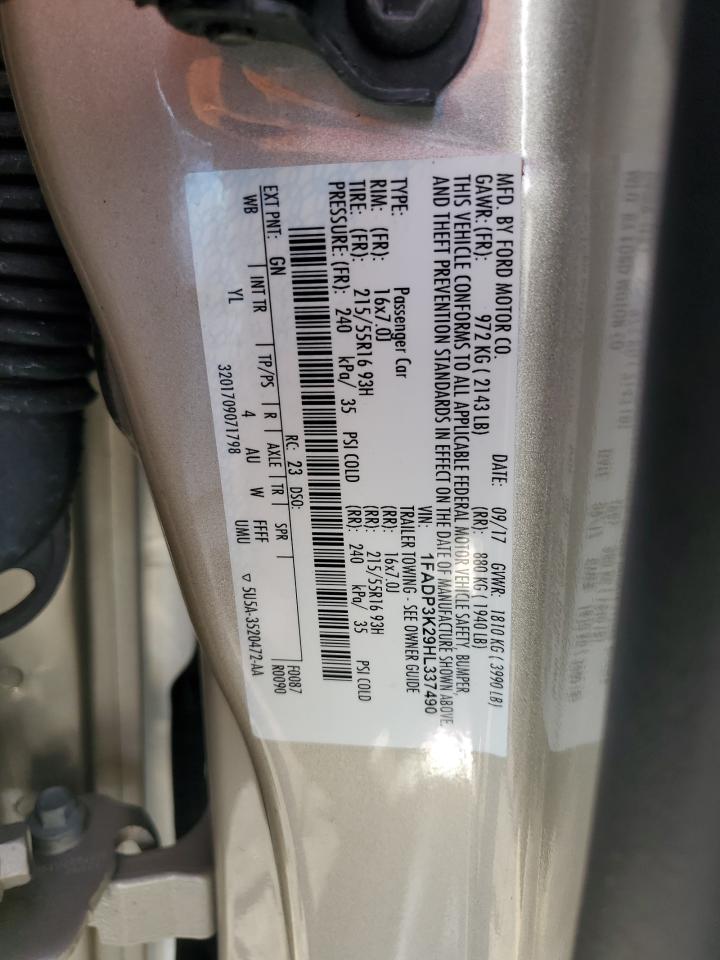 MFD. BY FORD MOTOR CO.
DATE: 09/17 GVWR: 1810 KG ( 3990 LB)
GAWR: (FR): 972 KG ( 2143 LB) (RR): 880 KG ( 1940 LB)
THIS VEHICLE CONFORMS TO ALL APPLICABLE FEDERAL MOTOR VEHICLE SAFETY, BUMPER,
AND THEFT PREVENTION STANDARDS IN EFFECT ON THE DATE OF MANUFACTURE SHOWN ABOVE.
VIN: 1FADP3K29HL337490
TYPE: Passenger Car TRAILER TOWING - SEE OWNER GUIDE
RIM: (FR): 16x7.0J (RR): 16x7.0J
TIRE: (FR): 215/55R16 93H (RR): 215/55R16 93H
PRESSURE: (FR): 240 kPa/ 35 PSI COLD (RR): 240 kPa/ 35 PSI COLD
F0087
EXT PNT: GN RC: 23 DSO: R0090
WB INT TR TP/PS R AXLE TR SPR
YL 4 AU W FFFF
3201709071798 UMU ▽ 5U5A-3520472-AA